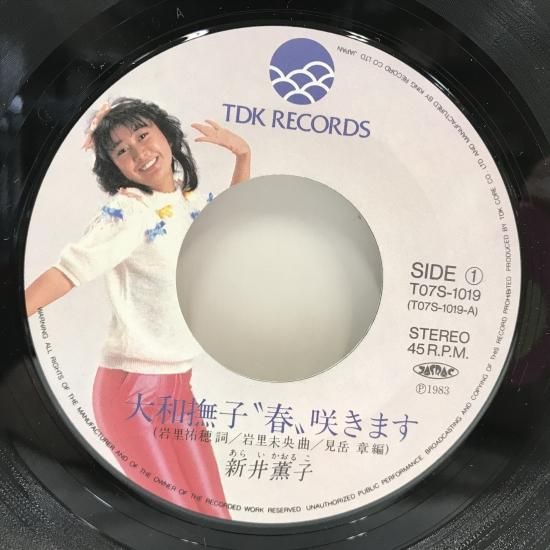 A
TDK RECORDS
SIDE ①
T07S-1019
(T07S-1019-A)
STEREO
45 R.P.M.
JASRAC
Ⓟ1983
大和撫子〝春〟咲きます
(岩里祐穂 詞/岩里未央 曲/見岳 章 編)
あら い かおる こ
新井薫子
WARNING: ALL RIGHTS OF THE MANUFACTURER AND OF THE OWNER OF THE RECORDED WORK RESERVED. UNAUTHORIZED PUBLIC PERFORMANCE, BROADCASTING AND COPYING OF THIS RECORD PROHIBITED. PRODUCED BY TDK CORE CO. LTD AND MANUFACTURED BY KING RECORD CO. LTD. JAPAN